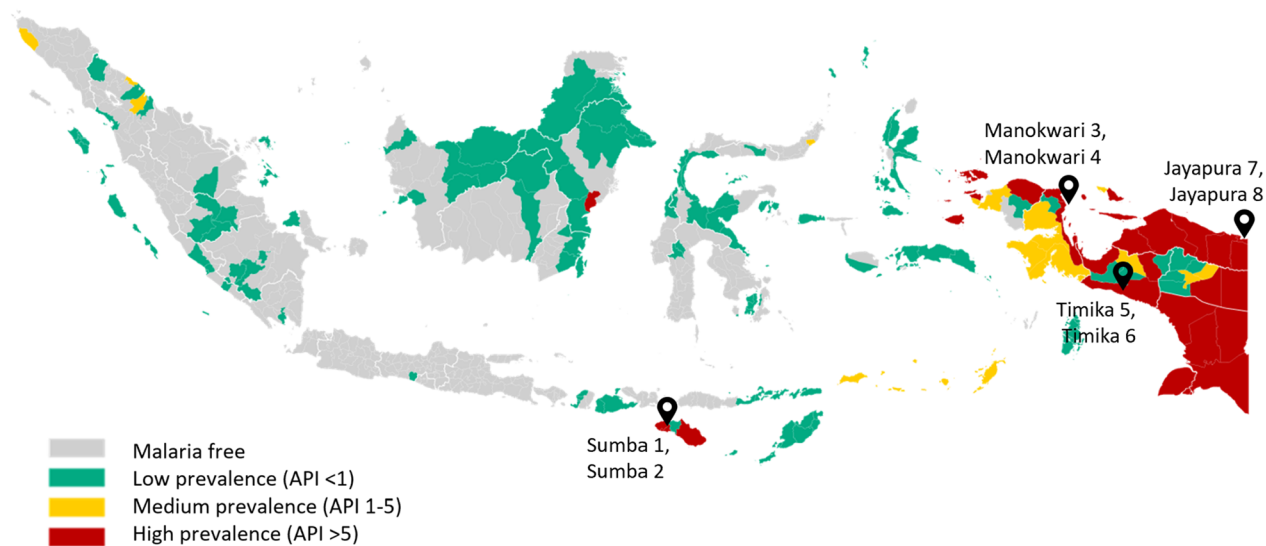 Manokwari 3,
Manokwari 4
Jayapura 7,
Jayapura 8
Timika 5,
Timika 6
Sumba 1,
Sumba 2
Malaria free
Low prevalence (API <1)
Medium prevalence (API 1-5)
High prevalence (API >5)